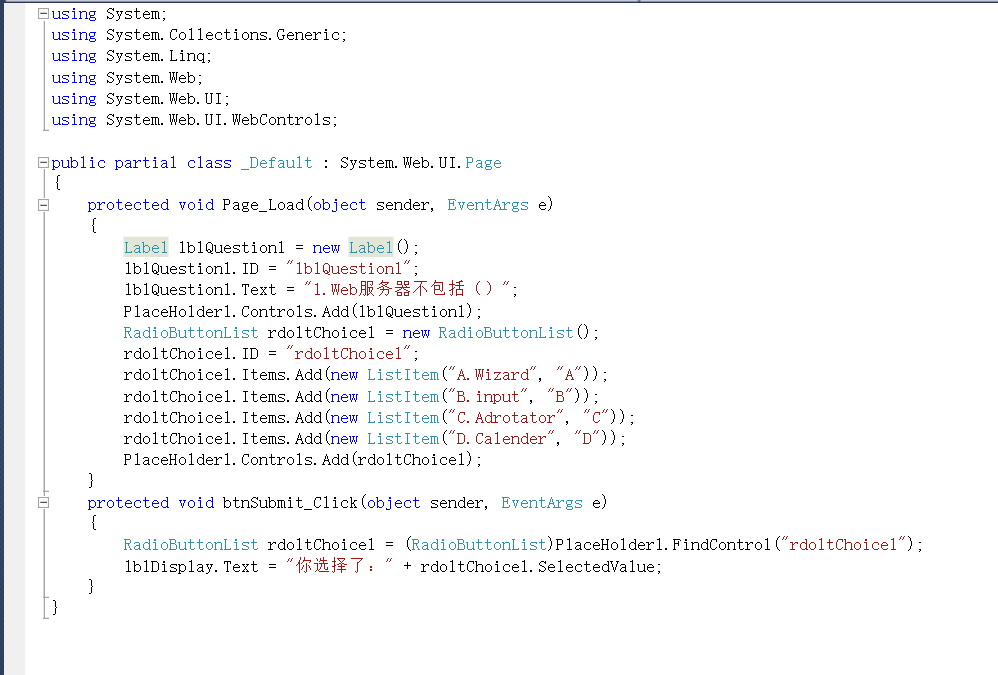 using System;
using System.Collections.Generic;
using System.Linq;
using System.Web;
using System.Web.UI;
using System.Web.UI.WebControls;
public partial class _Default : System.Web.UI.Page
{
protected void Page_Load(object sender, EventArgs e)
{
Label lblQuestion1 = new Label();
lblQuestion1.ID = "lblQuestion1";
lblQuestion1.Text = "1.Web服务器不包括（）";
PlaceHolder1.Controls.Add(lblQuestion1);
RadioButtonList rdoltChoice1 = new RadioButtonList();
rdoltChoice1.ID = "rdoltChoice1";
rdoltChoice1.Items.Add(new ListItem("A.Wizard", "A"));
rdoltChoice1.Items.Add(new ListItem("B.input", "B"));
rdoltChoice1.Items.Add(new ListItem("C.Adrotator", "C"));
rdoltChoice1.Items.Add(new ListItem("D.Calender", "D"));
PlaceHolder1.Controls.Add(rdoltChoice1);
}
protected void btnSubmit_Click(object sender, EventArgs e)
{
RadioButtonList rdoltChoice1 = (RadioButtonList)PlaceHolder1.FindControl("rdoltChoice1");
lblDisplay.Text = "你选择了：" + rdoltChoice1.SelectedValue;
}
}